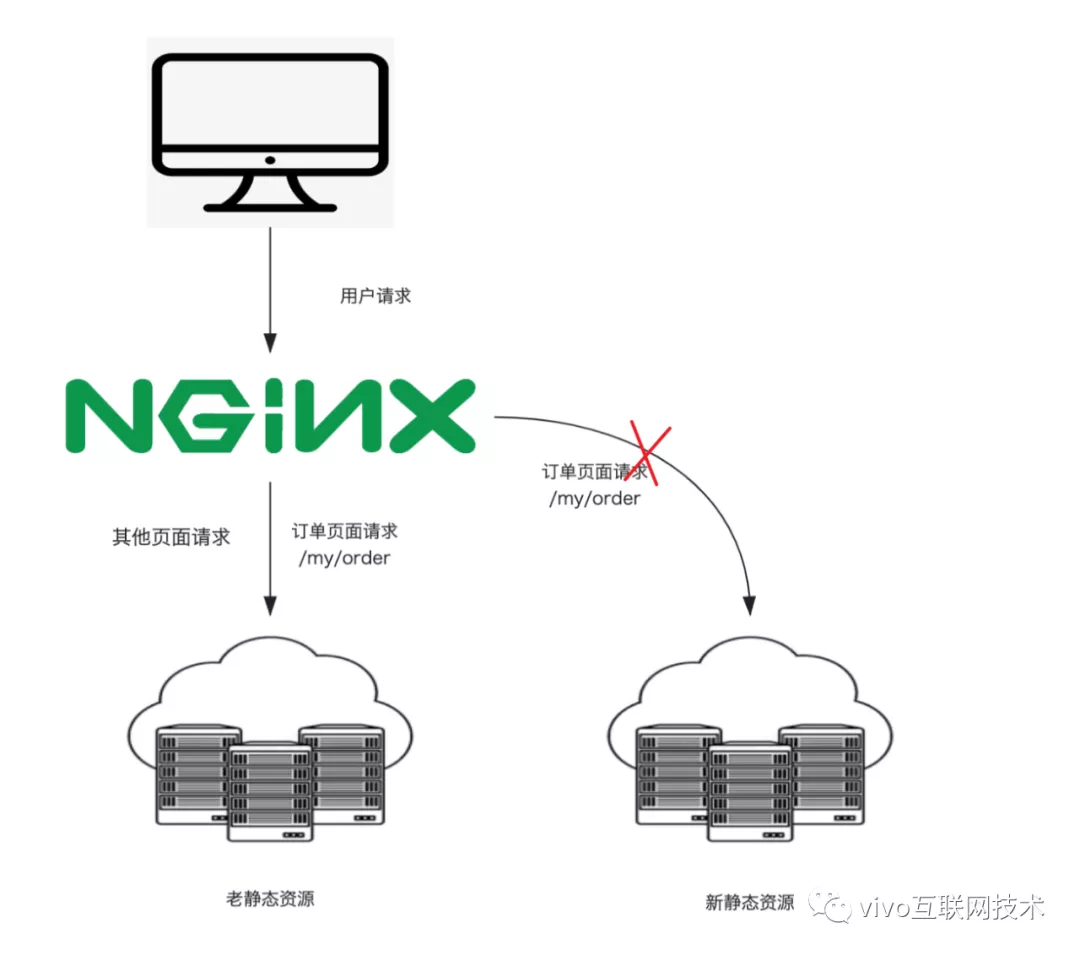 用户请求
NGINX
订单页面请求
/my/order
其他页面请求
订单页面请求
/my/order
老静态资源
新静态资源
vivo互联网技术